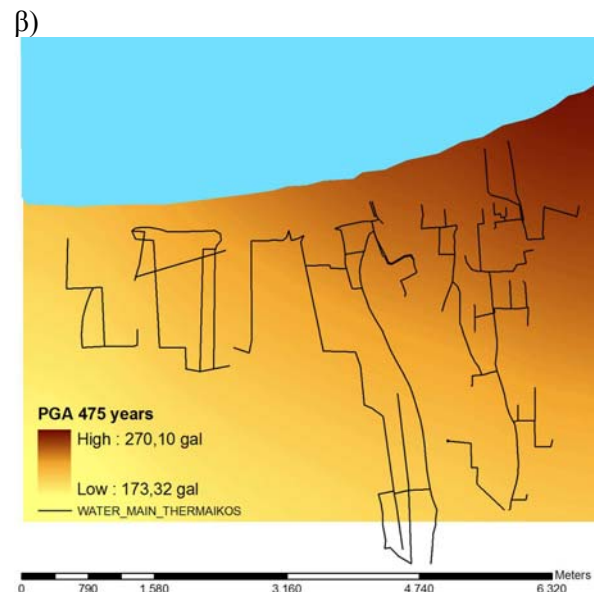 β)
PGA 475 years
High : 270,10 gal
Low : 173,32 gal
WATER_MAIN_THERMAIKOS
Meters
0 790 1.580 3.160 4.740 6.320